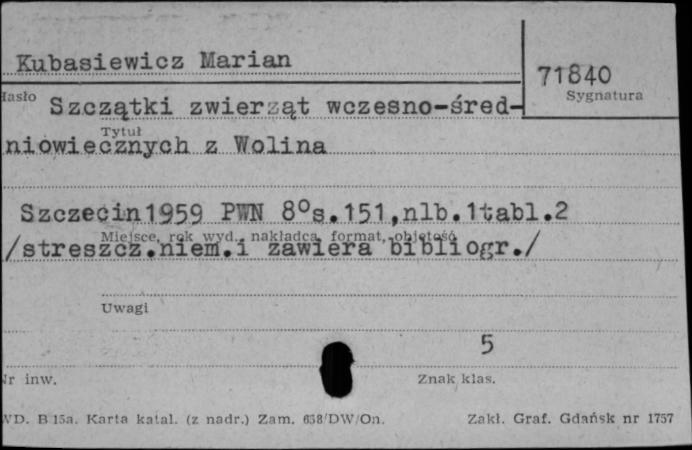 Kubasiewicz Marian
71840
Hasło
Sygnatura
Szczątki zwierząt wczesno-śred-
Tytuł
niowiecznych z Wolina
Szczecin1959 PWN 8°s.151,nlb.1tabl.2
Miejsce, rok wyd., nakładca, format, objętość
/streszcz.niem.i zawiera bibliogr./
Uwagi
5
Nr inw.
Znak klas.
WD. B 15a. Karta katal. (z nadr.) Zam. 638/DW/On.
Zakł. Graf. Gdańsk nr 1757